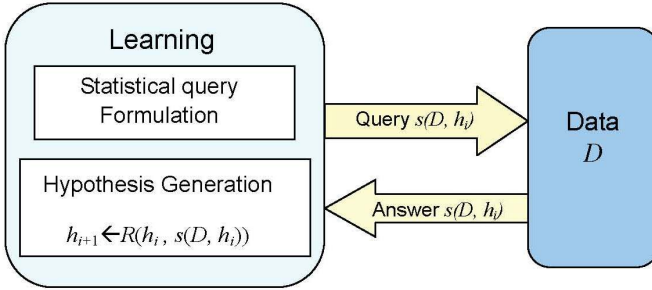 Learning
Statistical query
Formulation
Query s(D, hᵢ)
Data
D
Hypothesis Generation
hᵢ₊₁←R(hᵢ , s(D, hᵢ))
Answer s(D, hᵢ)